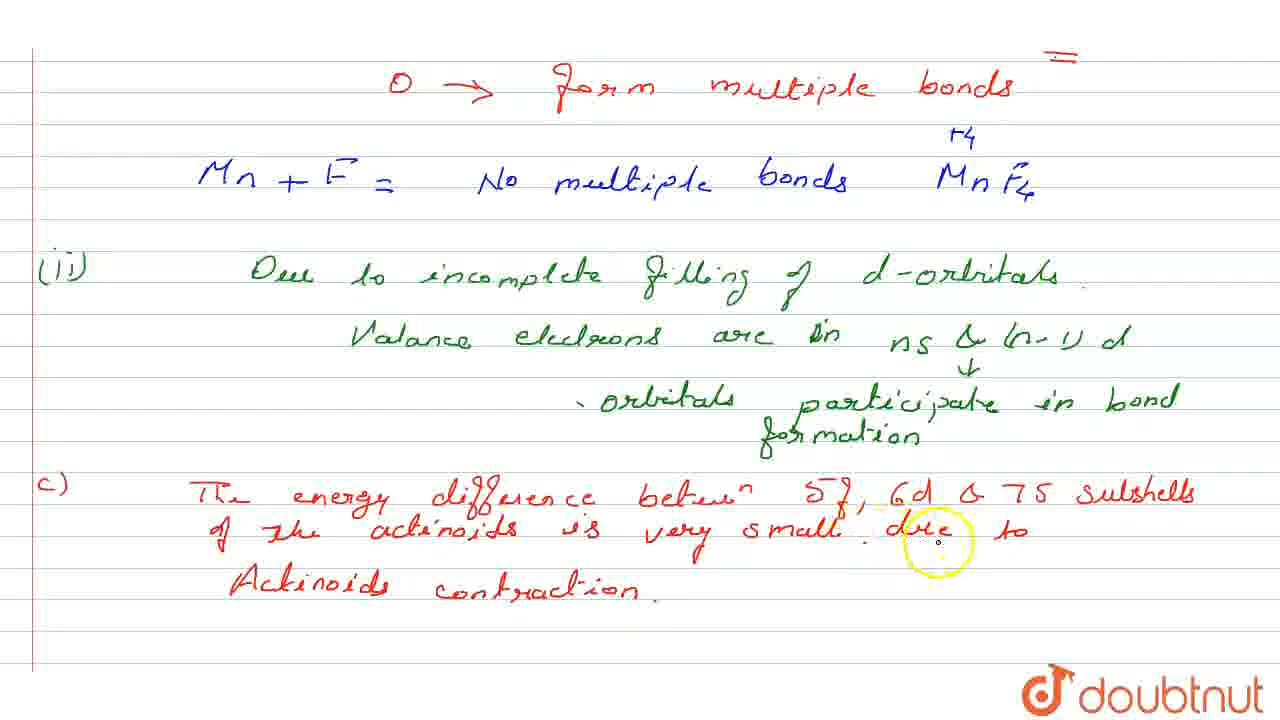 O → form multiple bonds
+4
Mn + F = No multiple bonds MnF4
(ii) Due to incomplete filling of d-orbitals.
Valance electrons are in ns & (n-1) d
↓
orbitals participate in bond
formation
c) The energy difference betwn 5f, 6d & 7s subshells
of the actinoids is very small due to
Actinoids contraction.
doubtnut